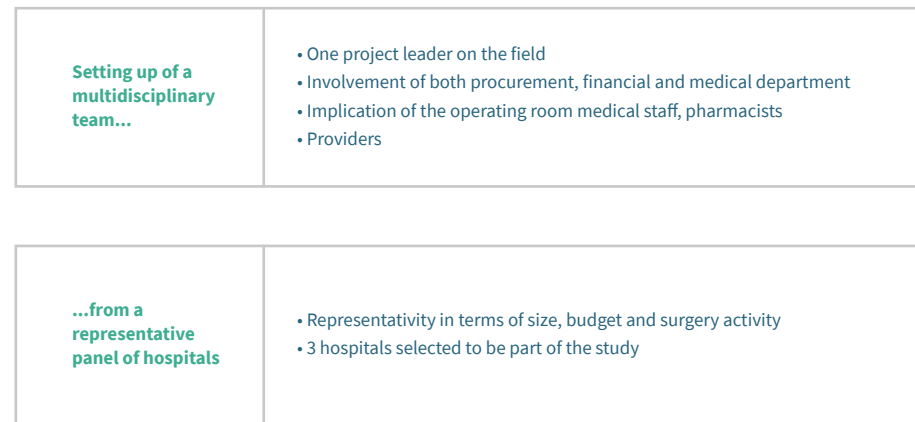 Setting up of a
multidisciplinary
team...
• One project leader on the field
• Involvement of both procurement, financial and medical department
• Implication of the operating room medical staff, pharmacists
• Providers
...from a
representative
panel of hospitals
• Representativity in terms of size, budget and surgery activity
• 3 hospitals selected to be part of the study